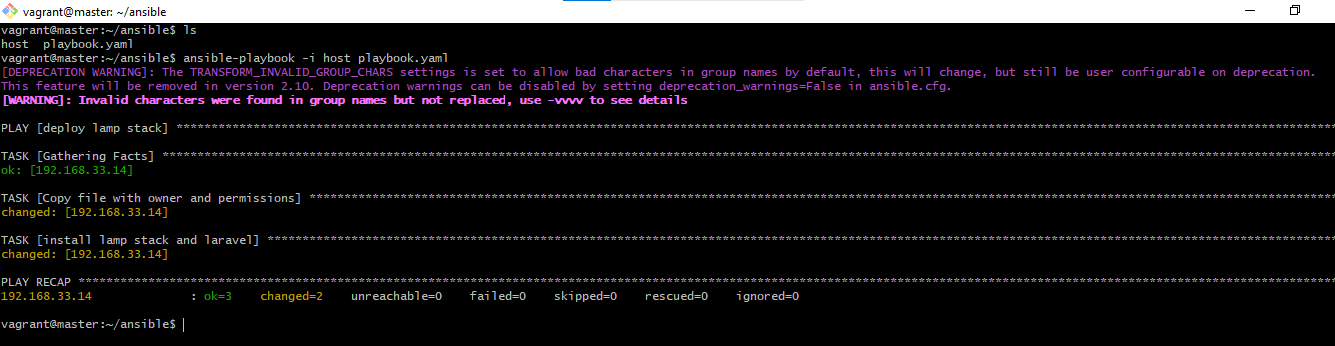 vagrant@master: ~/ansible
vagrant@master:~/ansible$ ls
host  playbook.yaml
vagrant@master:~/ansible$ ansible-playbook -i host playbook.yaml
[DEPRECATION WARNING]: The TRANSFORM_INVALID_GROUP_CHARS settings is set to allow bad characters in group names by default, this will change, but still be user configurable on deprecation.
This feature will be removed in version 2.10. Deprecation warnings can be disabled by setting deprecation_warnings=False in ansible.cfg.
[WARNING]: Invalid characters were found in group names but not replaced, use -vvvv to see details
PLAY [deploy lamp stack] *************************************************************************************************************************************************************************
TASK [Gathering Facts] ***************************************************************************************************************************************************************************
ok: [192.168.33.14]
TASK [Copy file with owner and permissions] ******************************************************************************************************************************************************
changed: [192.168.33.14]
TASK [install lamp stack and laravel] ************************************************************************************************************************************************************
changed: [192.168.33.14]
PLAY RECAP ***************************************************************************************************************************************************************************************
192.168.33.14              : ok=3    changed=2    unreachable=0    failed=0    skipped=0    rescued=0    ignored=0
vagrant@master:~/ansible$